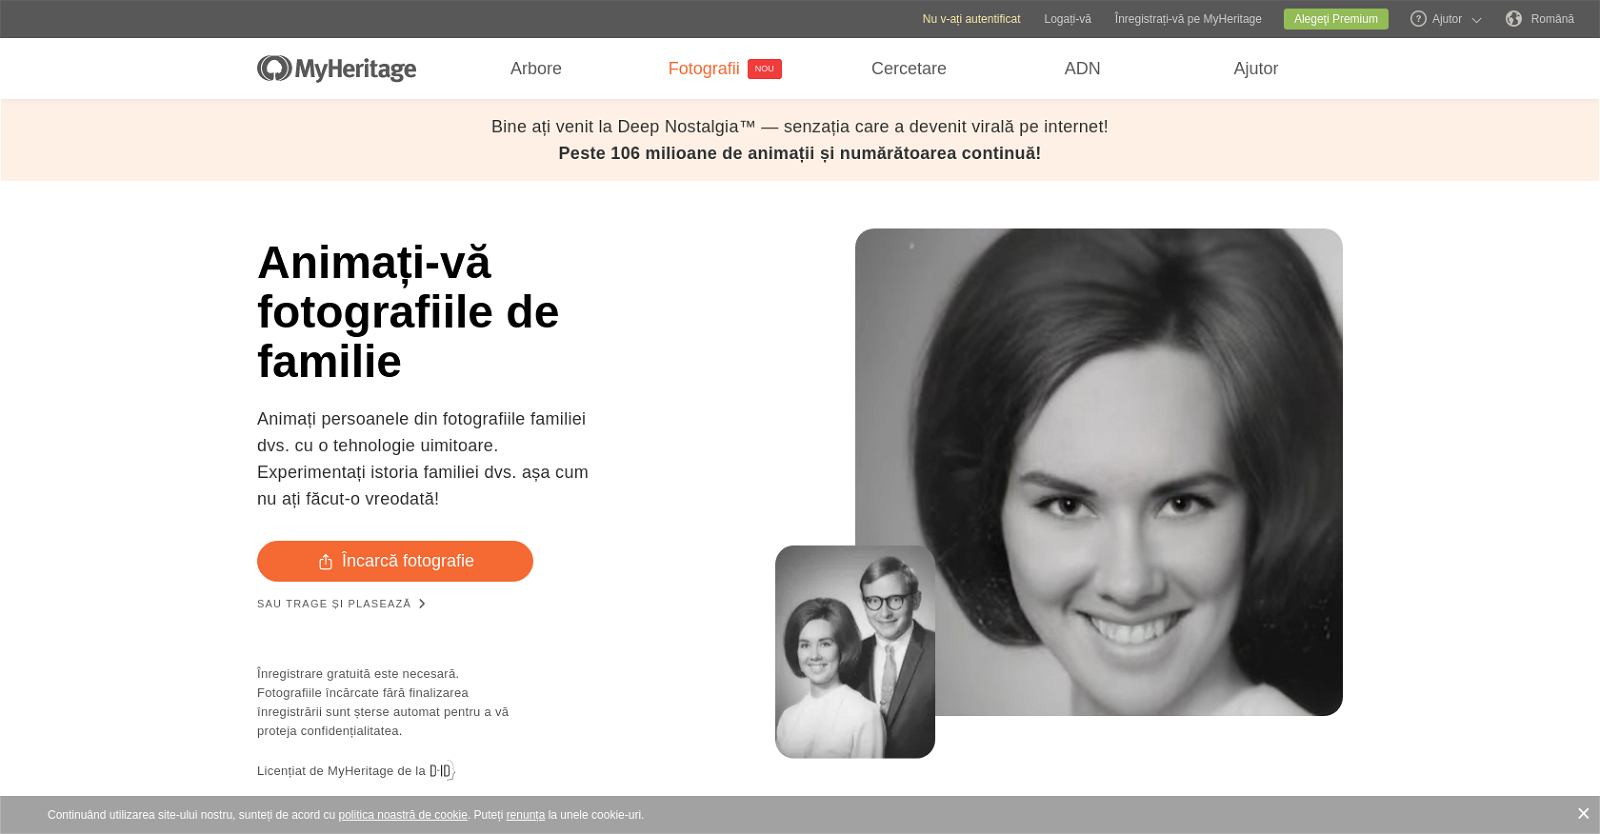 Nu v-ați autentificat
Logați-vă
Înregistrați-vă pe MyHeritage
Alegeți Premium
Ajutor
Română
MyHeritage
Arbore
Fotografii NOU
Cercetare
ADN
Ajutor
Bine ați venit la Deep Nostalgia™ — senzația care a devenit virală pe internet!
Peste 106 milioane de animații și numărătoarea continuă!
Animați-vă
fotografiile de
familie
Animați persoanele din fotografiile familiei
dvs. cu o tehnologie uimitoare.
Experimentați istoria familiei dvs. așa cum
nu ați făcut-o vreodată!
Încarcă fotografie
SAU TRAGE ȘI PLASEAZĂ
Înregistrare gratuită este necesară.
Fotografiile încărcate fără finalizarea
înregistrării sunt șterse automat pentru a vă
proteja confidențialitatea.
Licențiat de MyHeritage de la D-ID
Continuând utilizarea site-ului nostru, sunteți de acord cu politica noastră de cookie. Puteți renunța la unele cookie-uri.